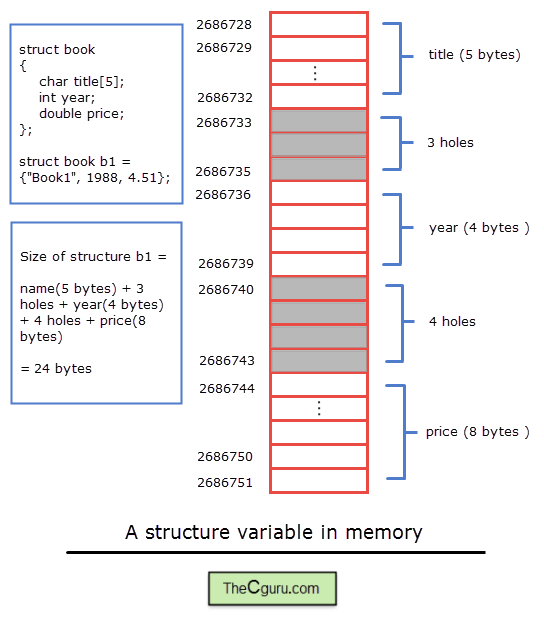 struct book
{
char title[5];
int year;
double price;
};
struct book b1 =
{"Book1", 1988, 4.51};
Size of structure b1 =
name(5 bytes) + 3
holes + year(4 bytes)
+ 4 holes + price(8
bytes)
= 24 bytes
2686728
2686729
2686732
2686733
2686735
2686736
2686739
2686740
2686743
2686744
2686750
2686751
title (5 bytes)
3 holes
year (4 bytes )
4 holes
price (8 bytes )
A structure variable in memory
TheCguru.com